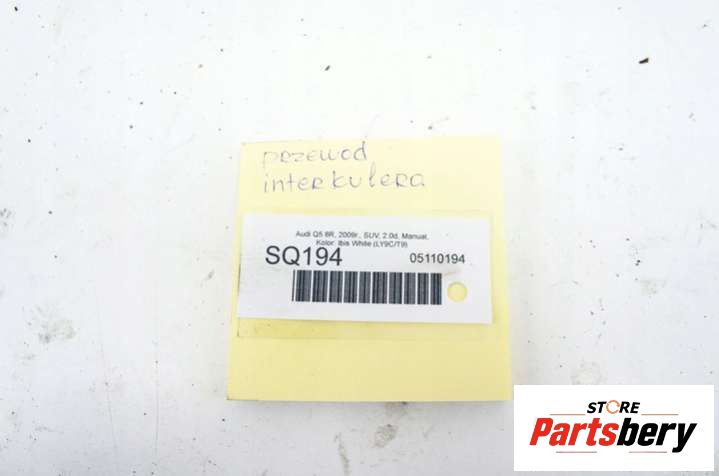 przewod
interkulera
Audi Q5 8R, 2009r., SUV, 2.0d, Manual,
Kolor: Ibis White (LY9C/T9)
SQ194 05110194
STORE
Partsbery